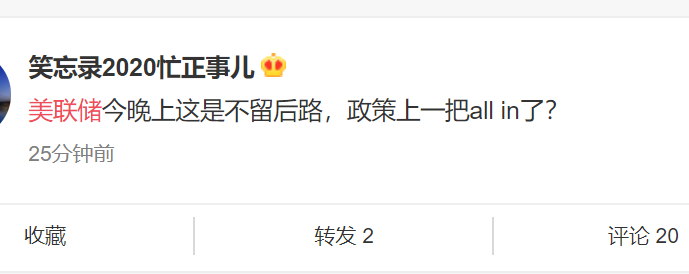 笑忘录2020忙正事儿
美联储今晚上这是不留后路，政策上一把all in了？
25分钟前
收藏
转发 2
评论 20